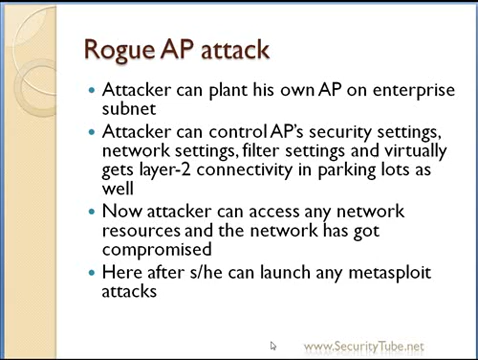 Rogue AP attack
• Attacker can plant his own AP on enterprise
subnet
• Attacker can control AP's security settings,
network settings, filter settings and virtually
gets layer-2 connectivity in parking lots as
well
• Now attacker can access any network
resources and the network has got
compromised
• Here after s/he can launch any metasploit
attacks
www.SecurityTube.net